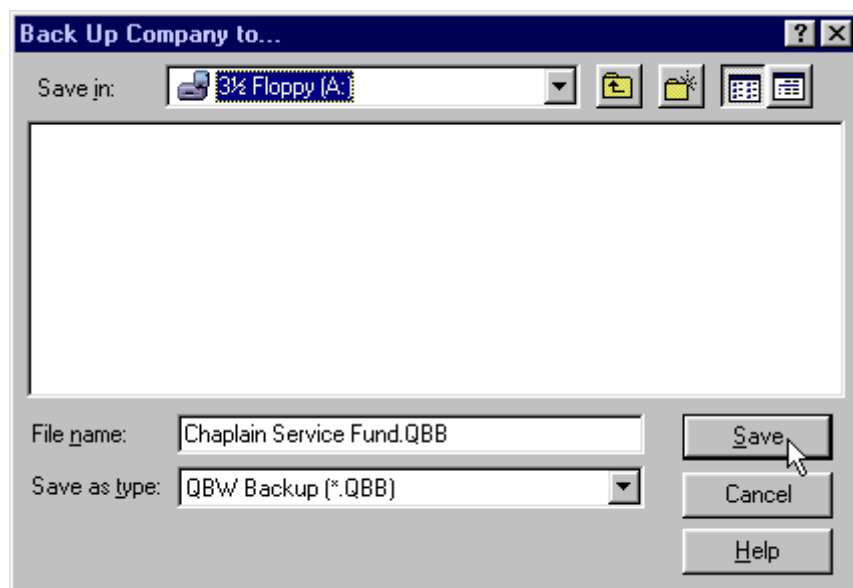 Back Up Company to...
Save in: 3½ Floppy (A:)
File name: Chaplain Service Fund.QBB
Save
Save as type: QBW Backup (*.QBB)
Cancel
Help